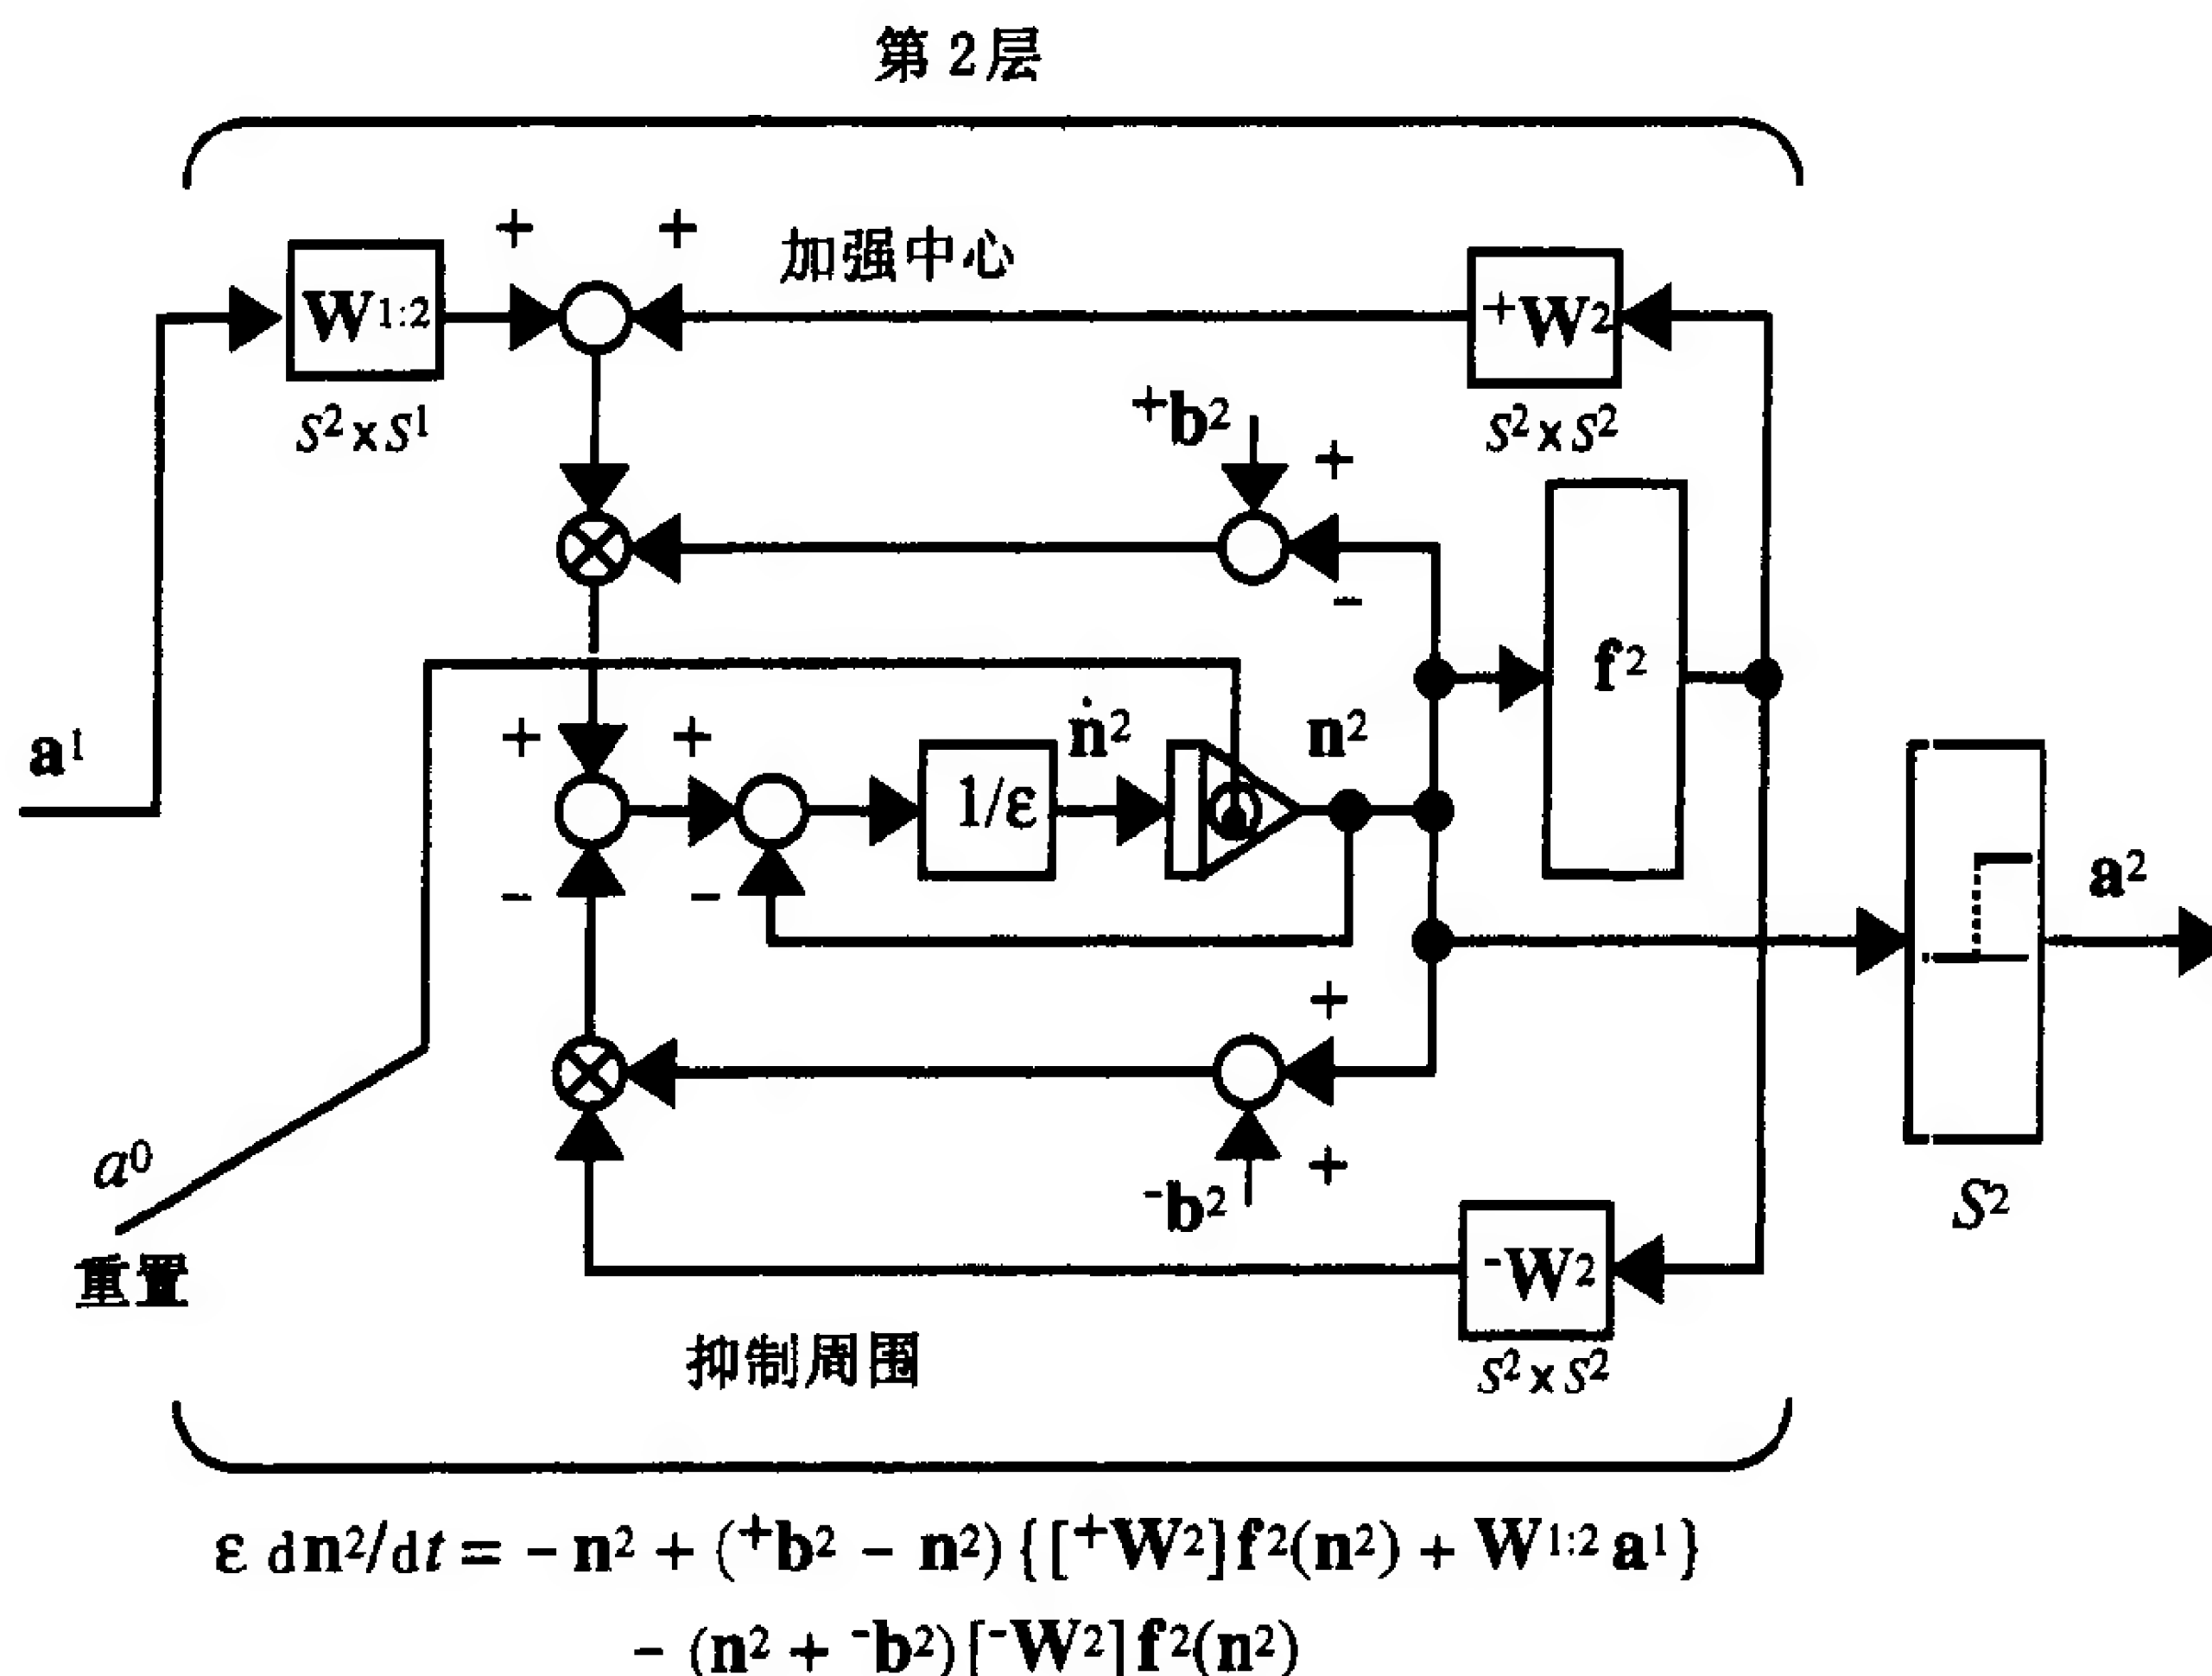 第 2 层
+ + 加强中心
W1:2
+W2
S2×S1
S2×S2
+b2
+
-
f2
a1
+ + ṅ2 n2
1/ε
- -
a2
+
a0
重置
-b2 +
S2
-W2
抑制周围
S2×S2
ε dn2/dt = - n2 + (+b2 - n2) {[+W2]f2(n2) + W1:2 a1}
- (n2 + -b2)[-W2]f2(n2)